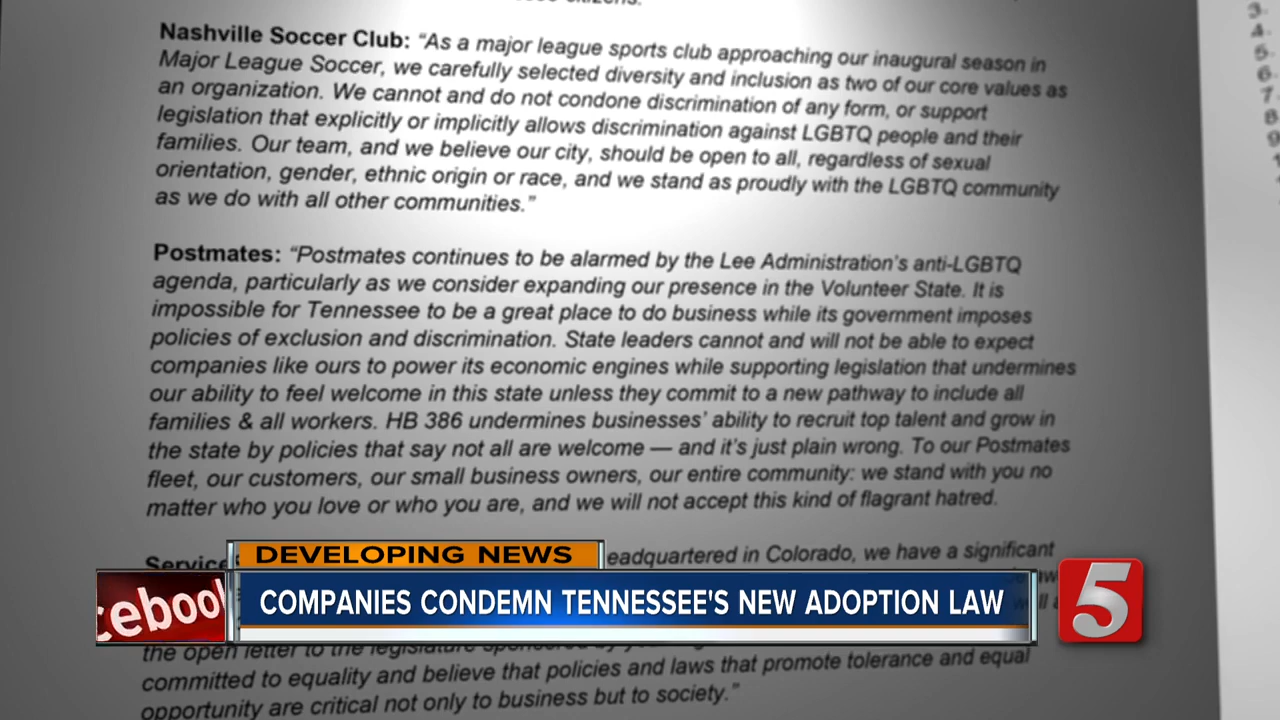 Nashville Soccer Club: “As a major league sports club approaching our inaugural season in
Major League Soccer, we carefully selected diversity and inclusion as two of our core values as
an organization. We cannot and do not condone discrimination of any form, or support
legislation that explicitly or implicitly allows discrimination against LGBTQ people and their
families. Our team, and we believe our city, should be open to all, regardless of sexual
orientation, gender, ethnic origin or race, and we stand as proudly with the LGBTQ community
as we do with all other communities.”
Postmates: “Postmates continues to be alarmed by the Lee Administration's anti-LGBTQ
agenda, particularly as we consider expanding our presence in the Volunteer State. It is
impossible for Tennessee to be a great place to do business while its government imposes
policies of exclusion and discrimination. State leaders cannot and will not be able to expect
companies like ours to power its economic engines while supporting legislation that undermines
our ability to feel welcome in this state unless they commit to a new pathway to include all
families & all workers. HB 386 undermines businesses' ability to recruit top talent and grow in
the state by policies that say not all are welcome — and it's just plain wrong. To our Postmates
fleet, our customers, our small business owners, our entire community: we stand with you no
matter who you love or who you are, and we will not accept this kind of flagrant hatred.
Service eadquartered in Colorado, we have a significant
DEVELOPING NEWS
cebook COMPANIES CONDEMN TENNESSEE'S NEW ADOPTION LAW 5
the open letter to the legislature sponsored by
committed to equality and believe that policies and laws that promote tolerance and equal
opportunity are critical not only to business but to society.”
3.
4.
5.
6.
7.
8.
9.